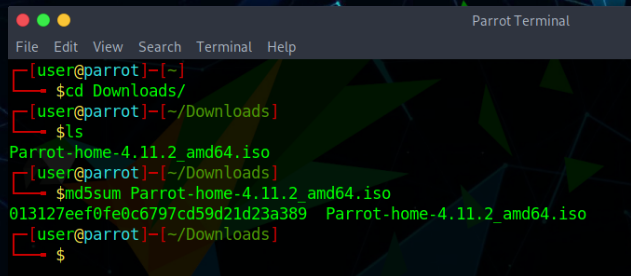 Parrot Terminal
File Edit View Search Terminal Help
┌─[user@parrot]─[~]
└──╼ $cd Downloads/
┌─[user@parrot]─[~/Downloads]
└──╼ $ls
Parrot-home-4.11.2_amd64.iso
┌─[user@parrot]─[~/Downloads]
└──╼ $md5sum Parrot-home-4.11.2_amd64.iso
013127eef0fe0c6797cd59d21d23a389  Parrot-home-4.11.2_amd64.iso
┌─[user@parrot]─[~/Downloads]
└──╼ $